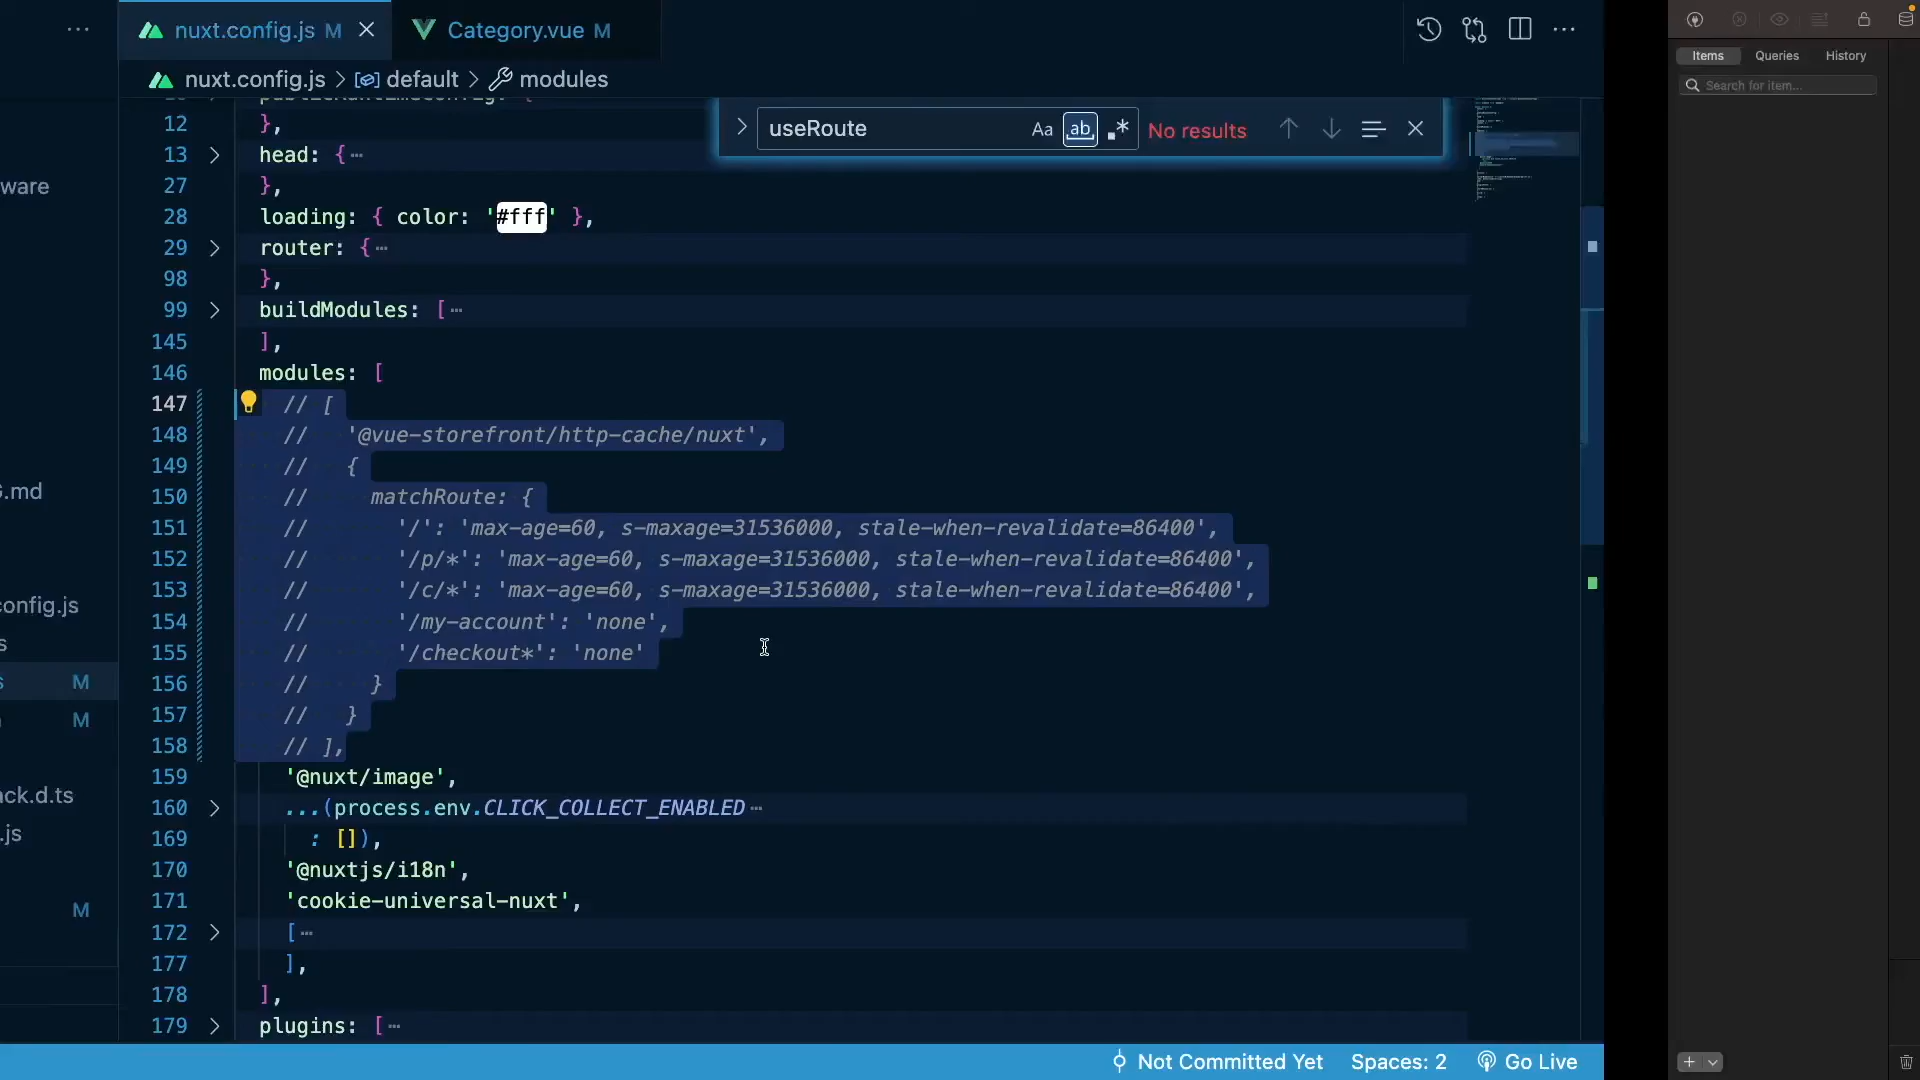 nuxt.config.js M
Category.vue M
nuxt.config.js > default > modules
useRoute
Aa
ab
.*
No results
12 },
13 head: {
27 },
28 loading: { color: '#fff' },
29 router: {
98 },
99 buildModules: [
145 ],
146 modules: [
147 // [
148 // '@vue-storefront/http-cache/nuxt',
149 // {
150 // matchRoute: {
151 // '/': 'max-age=60, s-maxage=31536000, stale-when-revalidate=86400',
152 // '/p/*': 'max-age=60, s-maxage=31536000, stale-when-revalidate=86400',
153 // '/c/*': 'max-age=60, s-maxage=31536000, stale-when-revalidate=86400',
154 // '/my-account': 'none',
155 // '/checkout*': 'none'
156 // }
157 // }
158 // ],
159 '@nuxt/image',
160 ...(process.env.CLICK_COLLECT_ENABLED
169 : []),
170 '@nuxtjs/i18n',
171 'cookie-universal-nuxt',
172 [
177 ],
178 ],
179 plugins: [
ware
.md
config.js
s
s M
M
ack.d.ts
.js
M
Not Committed Yet
Spaces: 2
Go Live
Items
Queries
History
Search for item...